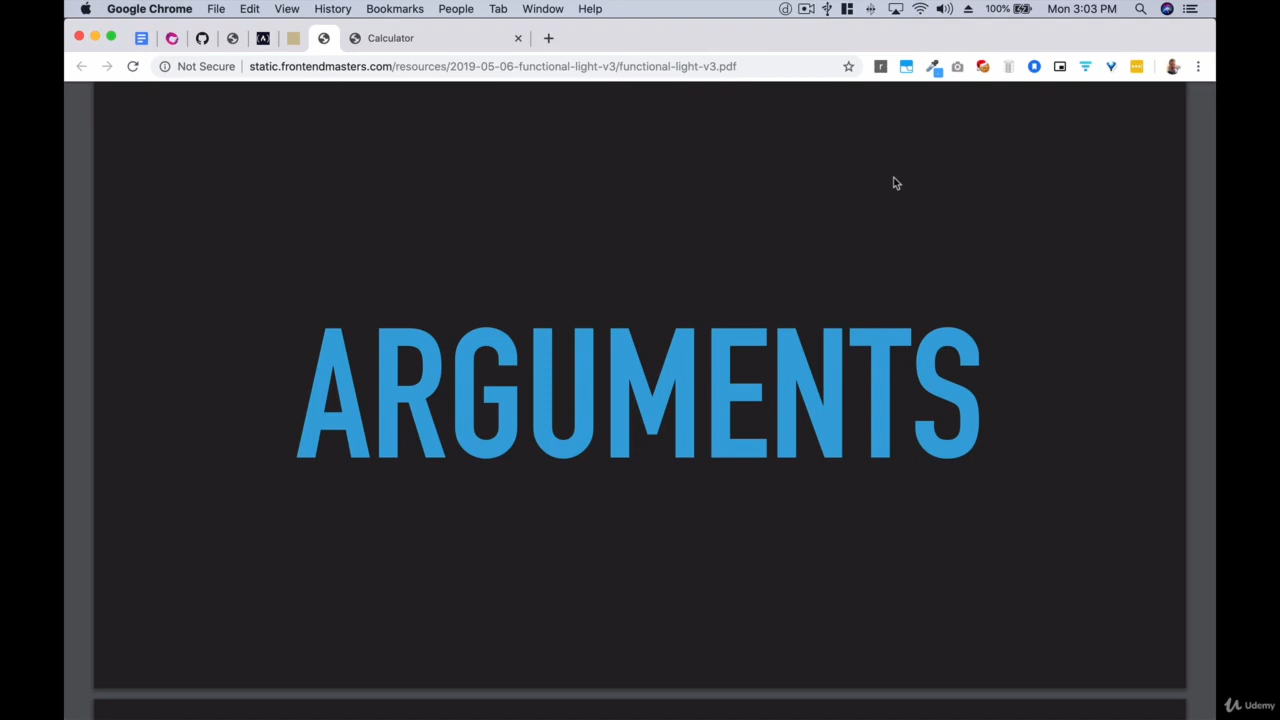 Google Chrome File Edit View History Bookmarks People Tab Window Help 100% Mon 3:03 PM
Calculator
Not Secure static.frontendmasters.com/resources/2019-05-06-functional-light-v3/functional-light-v3.pdf
ARGUMENTS
Udemy